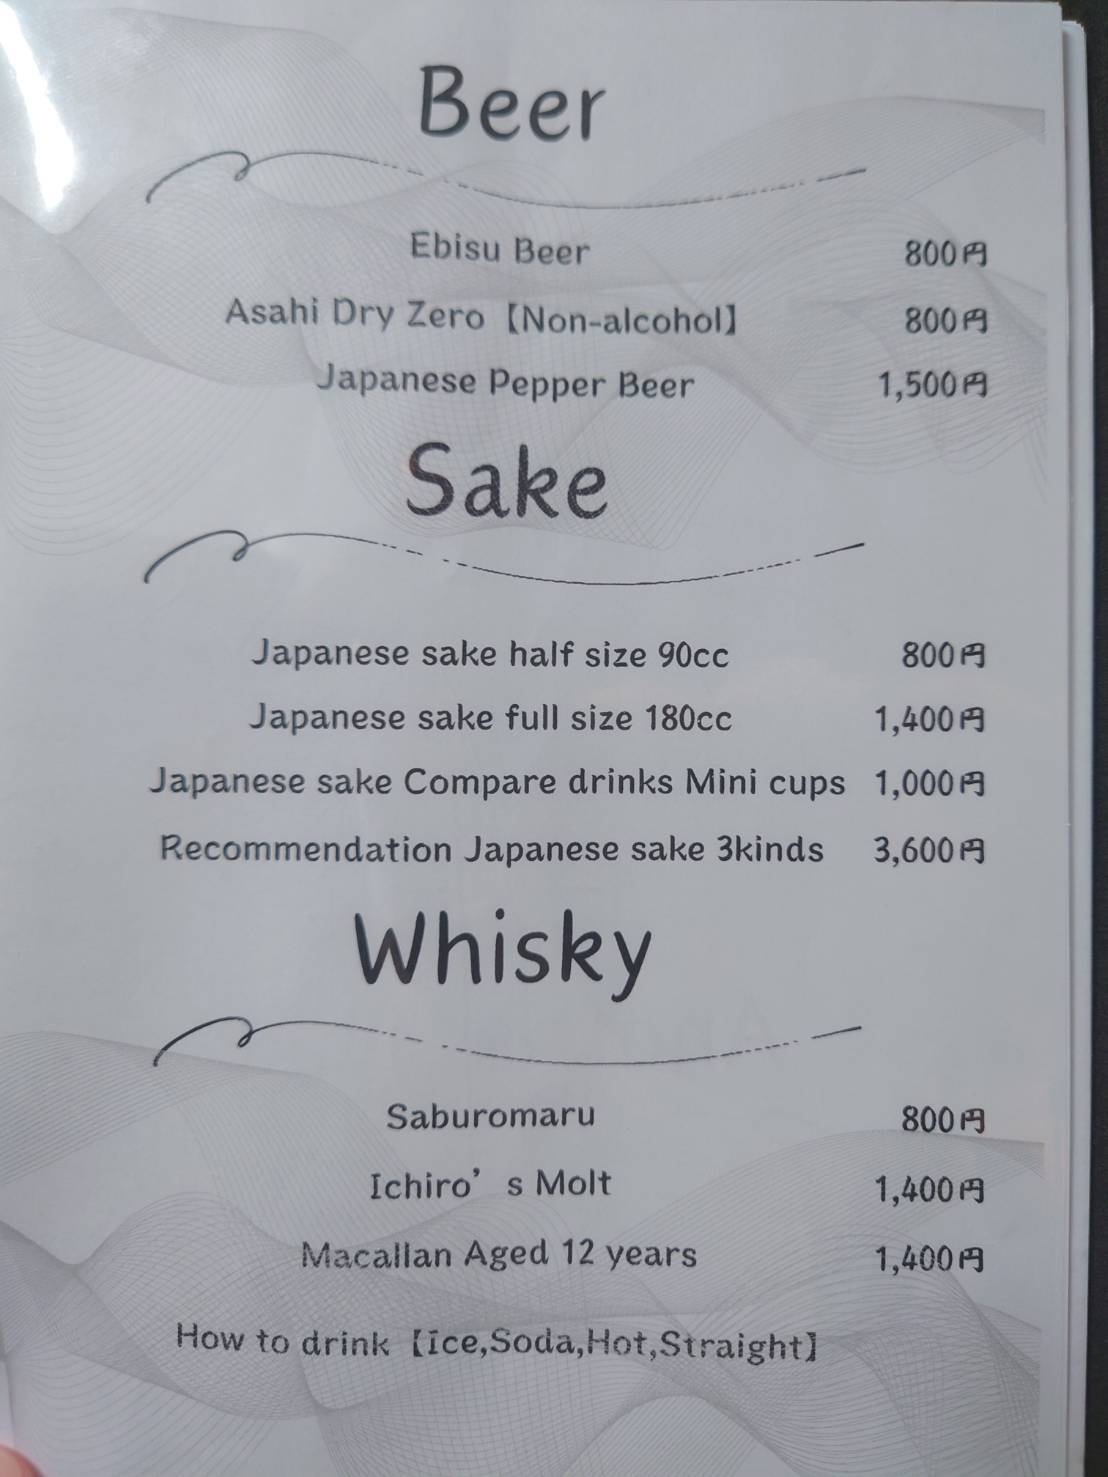 Beer
Ebisu Beer 800円
Asahi Dry Zero【Non-alcohol】 800円
Japanese Pepper Beer 1,500円
Sake
Japanese sake half size 90cc 800円
Japanese sake full size 180cc 1,400円
Japanese sake Compare drinks Mini cups 1,000円
Recommendation Japanese sake 3kinds 3,600円
Whisky
Saburomaru 800円
Ichiro’s Molt 1,400円
Macallan Aged 12 years 1,400円
How to drink【Ice,Soda,Hot,Straight】